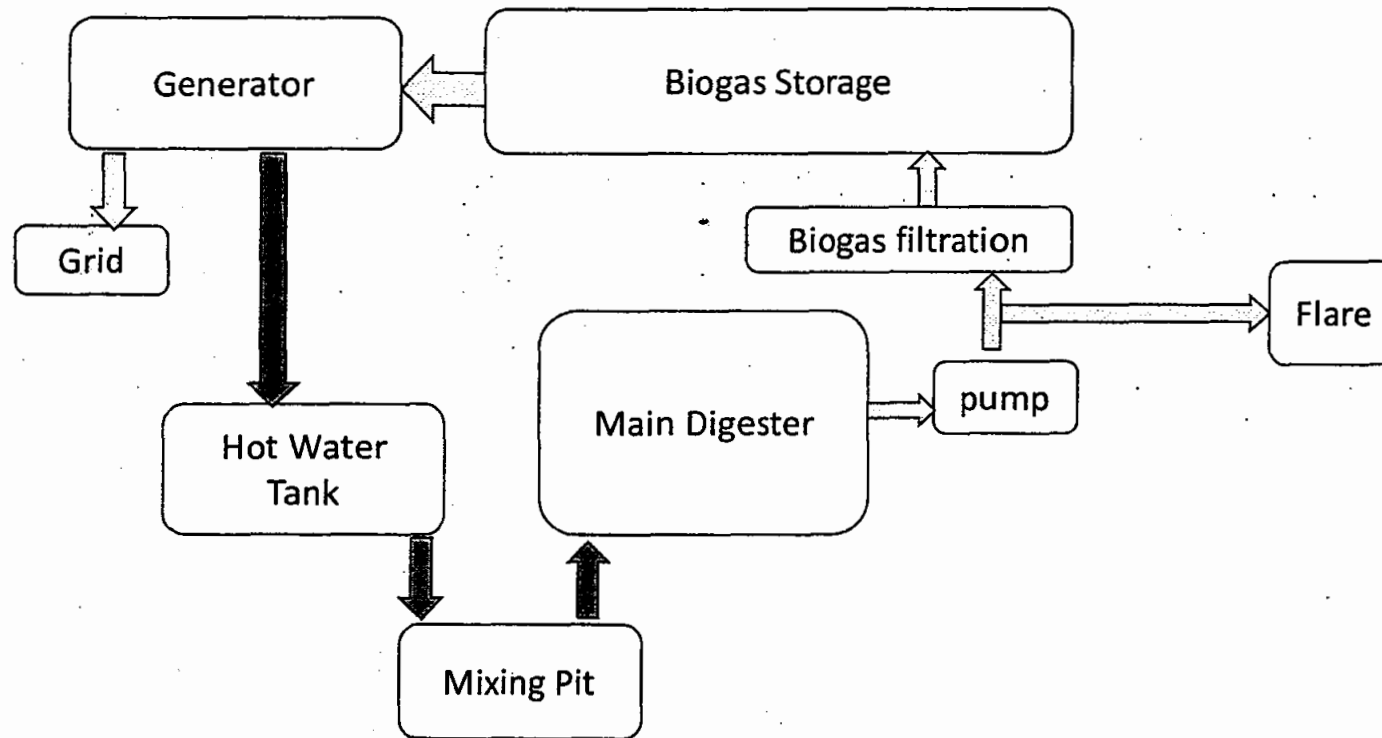 Generator
Biogas Storage
Biogas filtration
Grid
Flare
pump
Main Digester
Hot Water
Tank
Mixing Pit